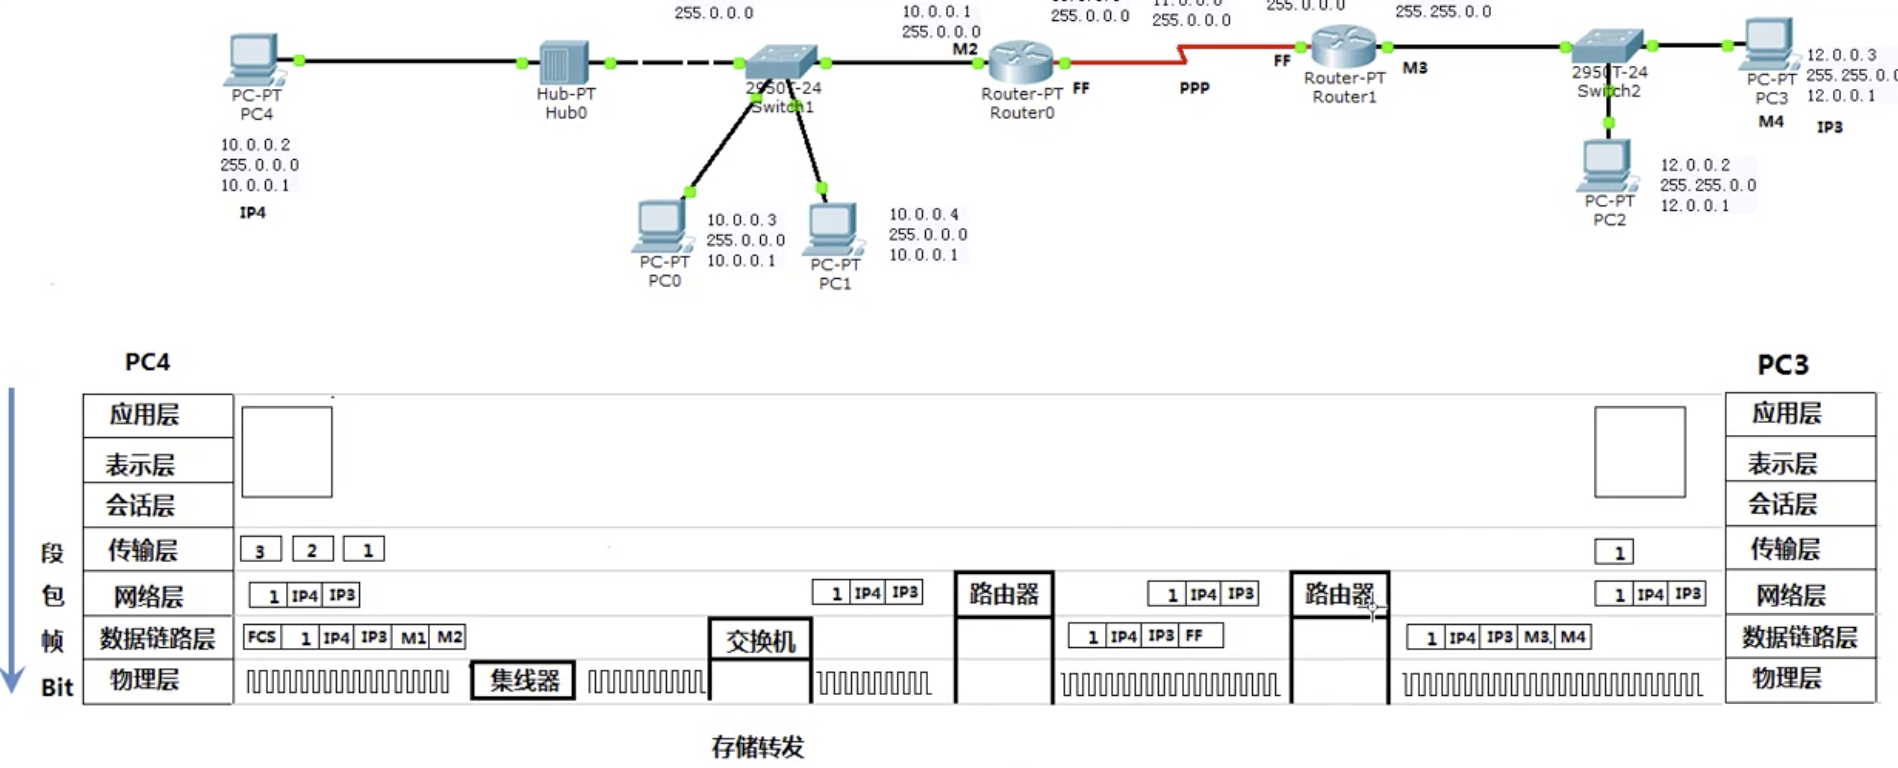 255.0.0.0
10.0.0.1
255.0.0.0
M2
255.0.0.0
255.0.0.0
255.0.0.0
255.255.0.0
PC-PT
PC4
10.0.0.2
255.0.0.0
10.0.0.1
IP4
Hub-PT
Hub0
2950T-24
Switch1
Router-PT
Router0
FF
PPP
FF
Router-PT
Router1
M3
2950T-24
Switch2
PC-PT
PC3
M4
12.0.0.3
255.255.0.0
12.0.0.1
IP3
PC-PT
PC0
10.0.0.3
255.0.0.0
10.0.0.1
PC-PT
PC1
10.0.0.4
255.0.0.0
10.0.0.1
PC-PT
PC2
12.0.0.2
255.255.0.0
12.0.0.1
PC4
PC3
应用层
应用层
表示层
表示层
会话层
会话层
段 传输层 3 2 1 1 传输层
包 网络层 1 IP4 IP3 1 IP4 IP3 路由器 1 IP4 IP3 路由器 1 IP4 IP3 网络层
帧 数据链路层 FCS 1 IP4 IP3 M1 M2 交换机 1 IP4 IP3 FF 1 IP4 IP3 M3. M4 数据链路层
Bit 物理层 集线器 物理层
存储转发